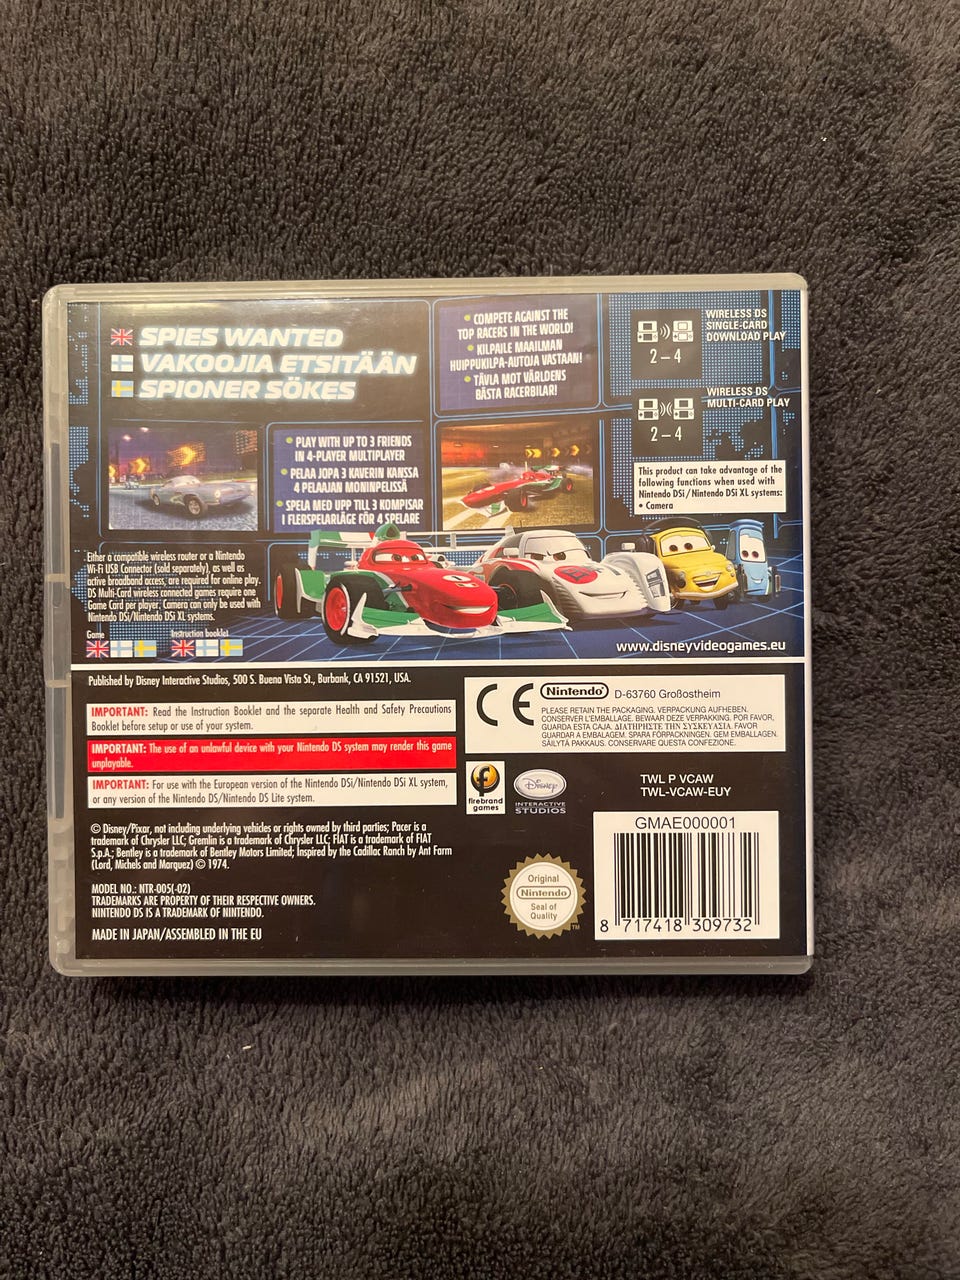 SPIES WANTED
VAKOOJIA ETSITÄÄN
SPIONER SÖKES
• COMPETE AGAINST THE
TOP RACERS IN THE WORLD!
• KILPAILE MAAILMAN
HUIPPUKILPA-AUTOJA VASTAAN!
• TÄVLA MOT VÄRLDENS
BÄSTA RACERBILAR!
WIRELESS DS
SINGLE-CARD
DOWNLOAD PLAY
2 – 4
WIRELESS DS
MULTI-CARD PLAY
2 – 4
• PLAY WITH UP TO 3 FRIENDS
IN 4-PLAYER MULTIPLAYER
• PELAA JOPA 3 KAVERIN KANSSA
4 PELAAJAN MONINPELISSÄ
• SPELA MED UPP TILL 3 KOMPISAR
I FLERSPELARLÄGE FÖR 4 SPELARE
This product can take advantage of the
following functions when used with
Nintendo DSi/Nintendo DSi XL systems:
• Camera
Either a compatible wireless router or a Nintendo
Wi-Fi USB Connector (sold separately), as well as
active broadband access, are required for online play.
DS Multi-Card wireless connected games require one
Game Card per player. Camera can only be used with
Nintendo DSi/Nintendo DSi XL systems.
Game
Instruction booklet
www.disneyvideogames.eu
Published by Disney Interactive Studios, 500 S. Buena Vista St., Burbank, CA 91521, USA.
IMPORTANT: Read the Instruction Booklet and the separate Health and Safety Precautions
Booklet before setup or use of your system.
IMPORTANT: The use of an unlawful device with your Nintendo DS system may render this game
unplayable.
IMPORTANT: For use with the European version of the Nintendo DSi/Nintendo DSi XL system,
or any version of the Nintendo DS/Nintendo DS Lite system.
CE Nintendo D-63760 Großostheim
PLEASE RETAIN THE PACKAGING. VERPACKUNG AUFHEBEN.
CONSERVER L'EMBALLAGE. BEWAAR DEZE VERPAKKING. POR FAVOR,
GUARDA ESTA CAJA. ΔΙΑΤΗΡΗΣΤΕ ΤΗΝ ΣΥΣΚΕΥΑΣΙΑ. FAVOR
GUARDAR A EMBALAGEM. SPARA FÖRPACKNINGEN. GEM EMBALLAGEN.
SÄILYTÄ PAKKAUS. CONSERVARE QUESTA CONFEZIONE.
firebrand
games
Disney
INTERACTIVE
STUDIOS
TWL P VCAW
TWL-VCAW-EUY
© Disney/Pixar, not including underlying vehicles or rights owned by third parties; Pacer is a
trademark of Chrysler LLC; Gremlin is a trademark of Chrysler LLC; FIAT is a trademark of FIAT
S.p.A.; Bentley is a trademark of Bentley Motors Limited; Inspired by the Cadillac Ranch by Ant Farm
(Lord, Michels and Marquez) © 1974.
MODEL NO.: NTR-005(-02)
TRADEMARKS ARE PROPERTY OF THEIR RESPECTIVE OWNERS.
NINTENDO DS IS A TRADEMARK OF NINTENDO.
MADE IN JAPAN/ASSEMBLED IN THE EU
Original
Nintendo
Seal of
Quality
TM
GMAE000001
8 717418 309732